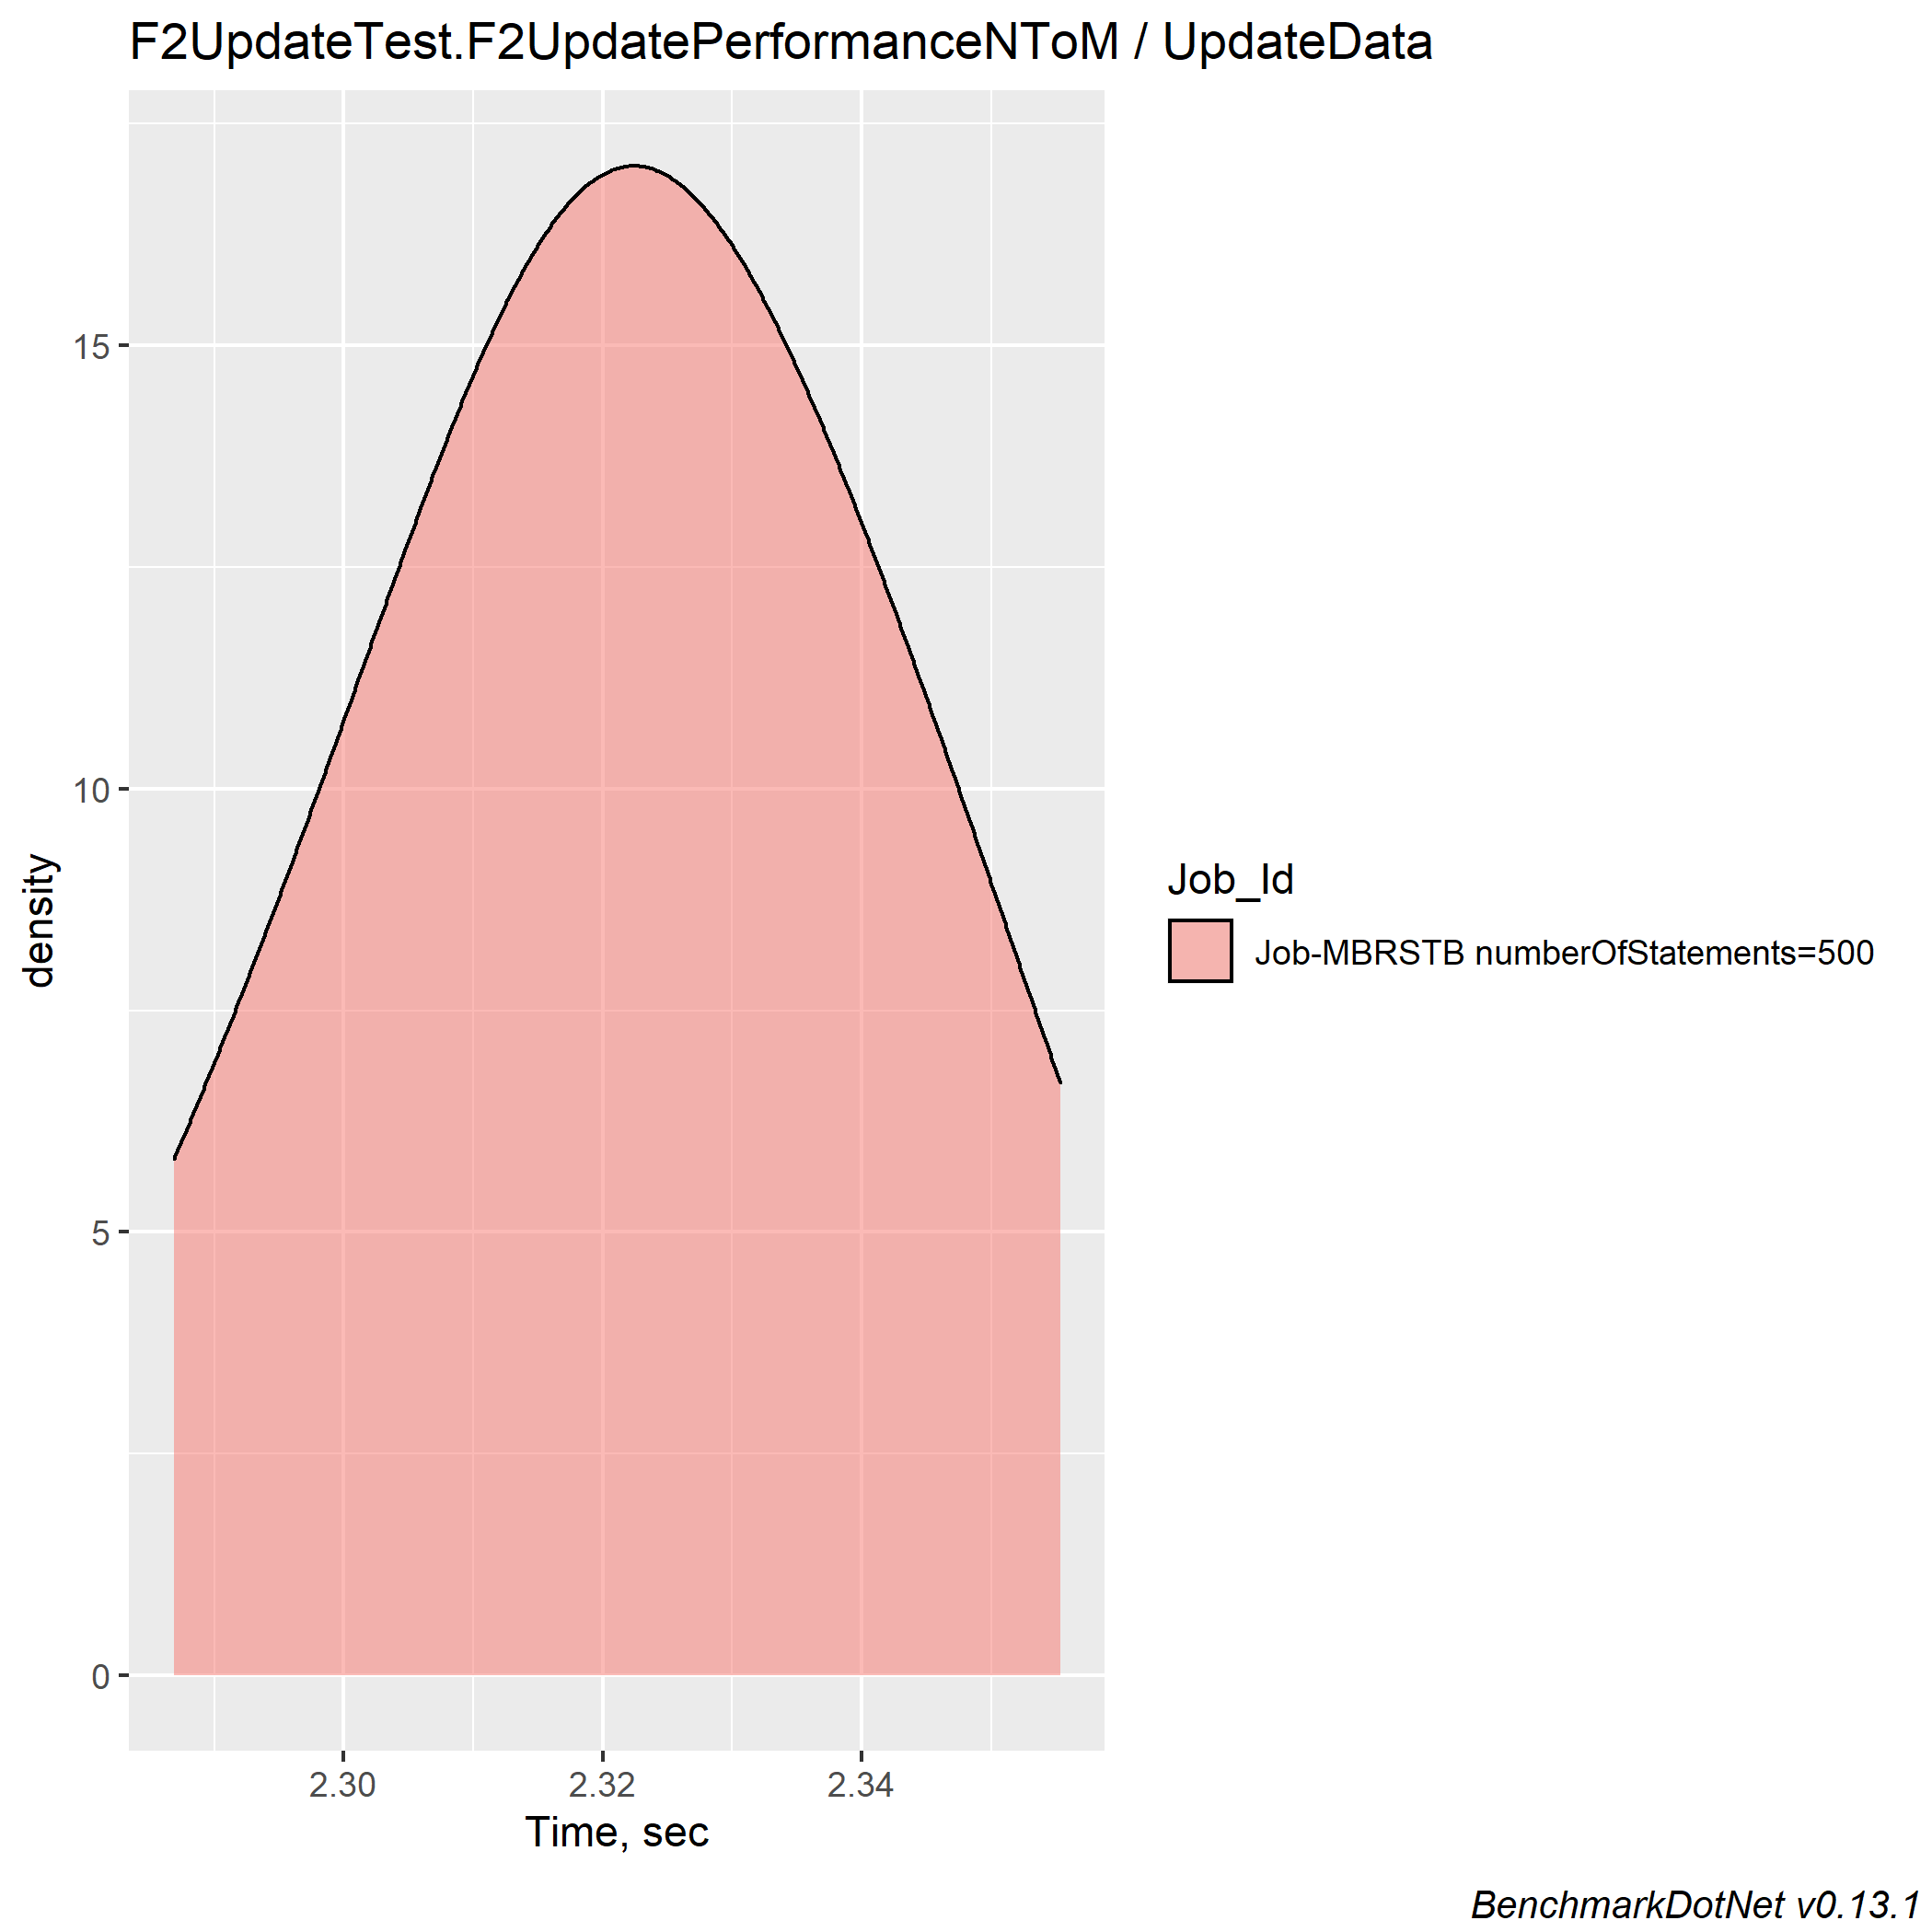 F2UpdateTest.F2UpdatePerformanceNToM / UpdateData
15
10
5
0
density
2.30 2.32 2.34
Time, sec
Job_Id
Job-MBRSTB numberOfStatements=500
BenchmarkDotNet v0.13.1